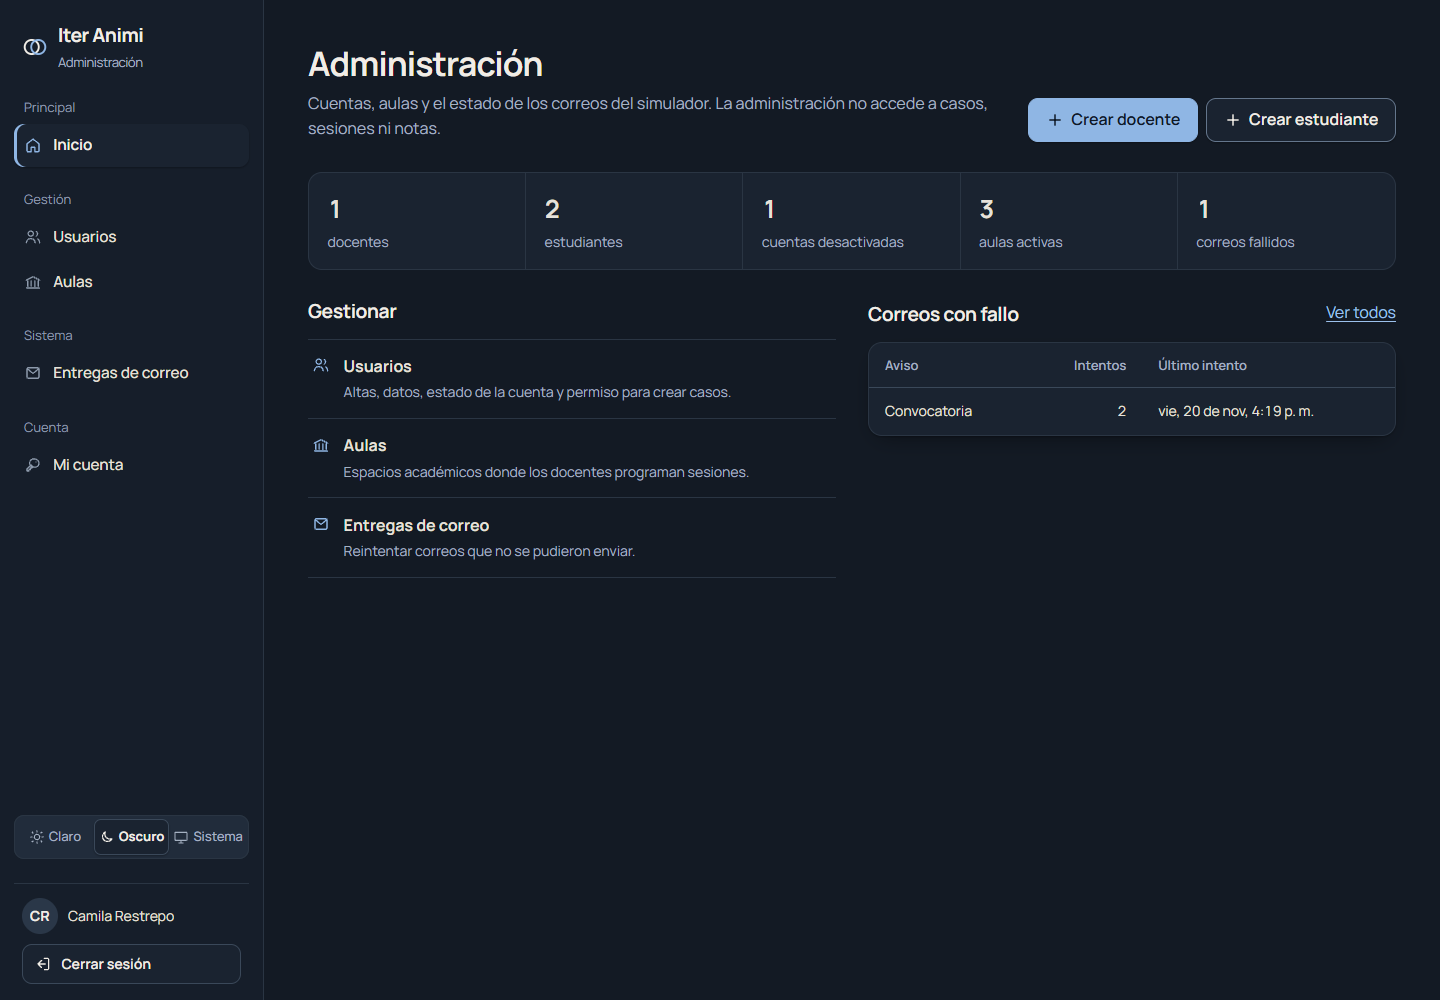 Iter Animi
Administración
Principal
Inicio
Gestión
Usuarios
Aulas
Sistema
Entregas de correo
Cuenta
Mi cuenta
Claro
Oscuro
Sistema
CR
Camila Restrepo
Cerrar sesión
Administración
Cuentas, aulas y el estado de los correos del simulador. La administración no accede a casos,
sesiones ni notas.
Crear docente
Crear estudiante
1
docentes
2
estudiantes
1
cuentas desactivadas
3
aulas activas
1
correos fallidos
Gestionar
Usuarios
Altas, datos, estado de la cuenta y permiso para crear casos.
Aulas
Espacios académicos donde los docentes programan sesiones.
Entregas de correo
Reintentar correos que no se pudieron enviar.
Correos con fallo
Ver todos
Aviso Intentos Último intento
Convocatoria 2 vie, 20 de nov, 4:19 p. m.